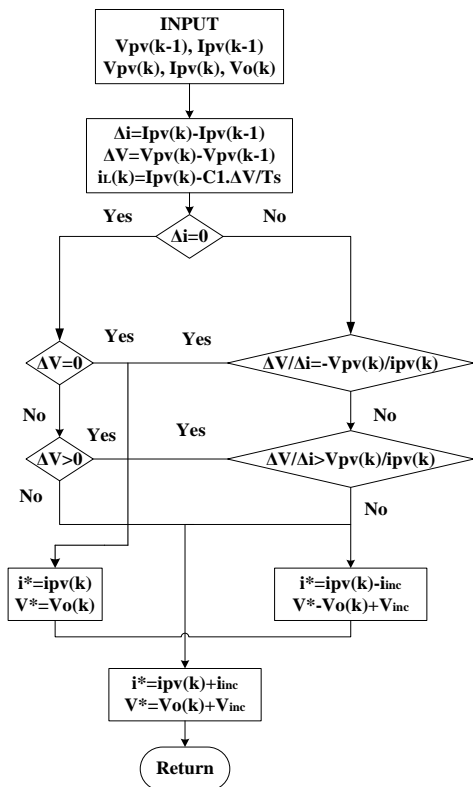 INPUT
Vpv(k-1), Ipv(k-1)
Vpv(k), Ipv(k), Vo(k)
Δi=Ipv(k)-Ipv(k-1)
ΔV=Vpv(k)-Vpv(k-1)
iL(k)=Ipv(k)-C1.ΔV/Ts
Yes
No
Δi=0
Yes
Yes
ΔV=0
ΔV/Δi=-Vpv(k)/ipv(k)
No
No
Yes
Yes
ΔV>0
ΔV/Δi>Vpv(k)/ipv(k)
No
No
i*=ipv(k)
V*=Vo(k)
i*=ipv(k)-iinc
V*-Vo(k)+Vinc
i*=ipv(k)+iinc
V*=Vo(k)+Vinc
Return